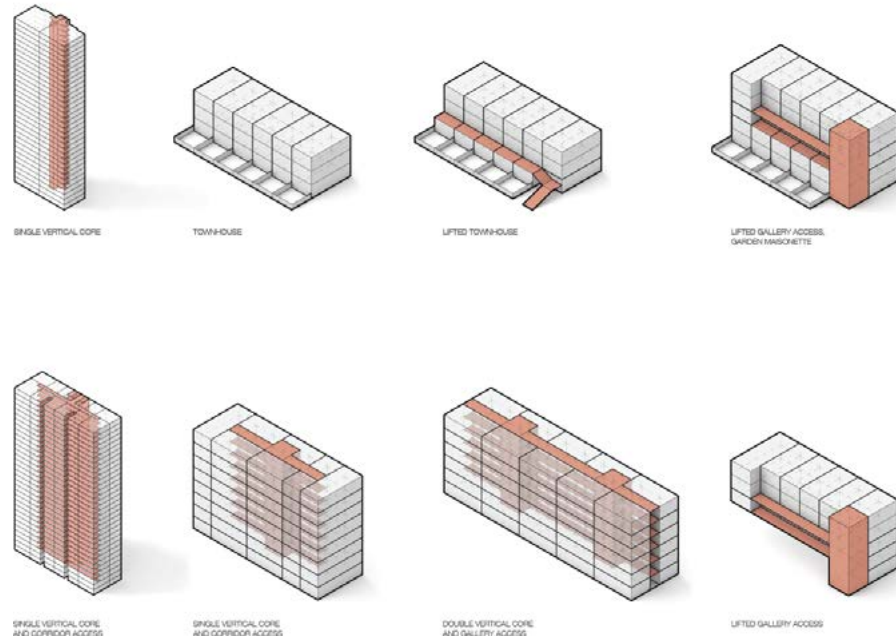 SINGLE VERTICAL CORE
TOWNHOUSE
LIFTED TOWNHOUSE
LIFTED GALLERY ACCESS,
GARDEN MAISONETTE
SINGLE VERTICAL CORE
AND CORRIDOR ACCESS
SINGLE VERTICAL CORE
AND CORRIDOR ACCESS
DOUBLE VERTICAL CORE
AND GALLERY ACCESS
LIFTED GALLERY ACCESS